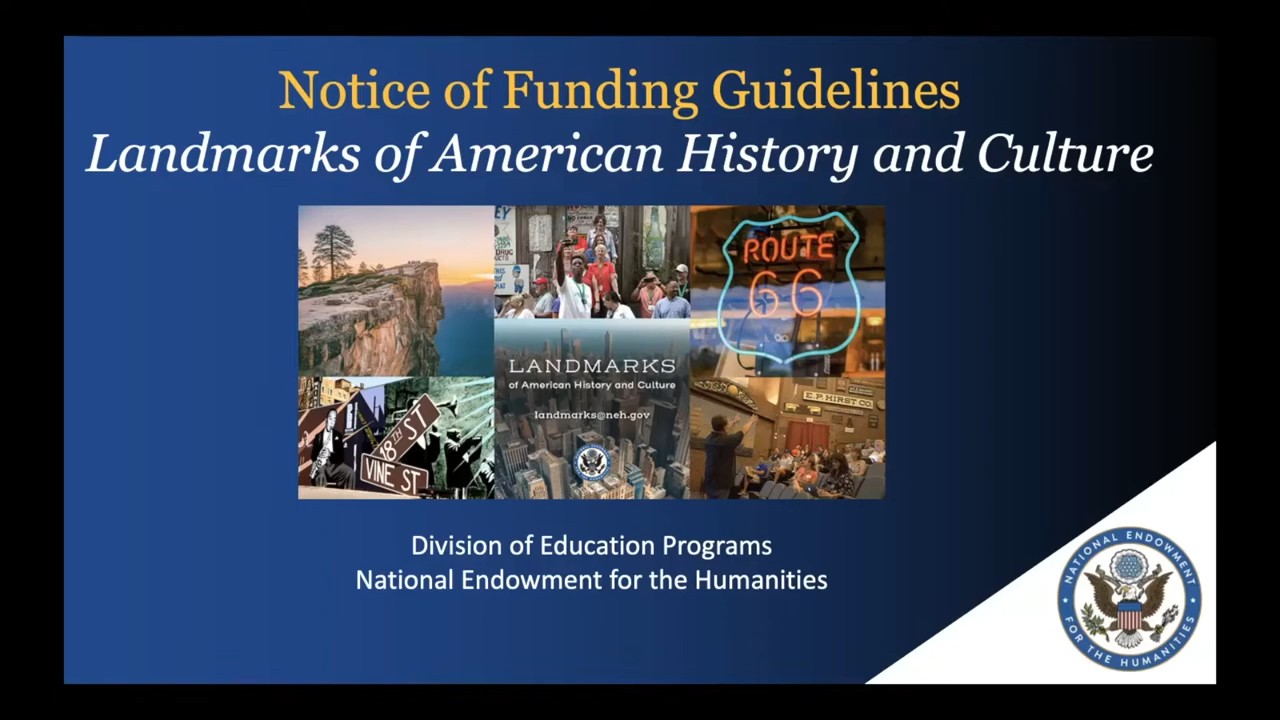 Notice of Funding Guidelines
Landmarks of American History and Culture
ROUTE
66
LANDMARKS
of American History and Culture
landmarks@neh.gov
18TH ST
VINE ST
E.P. HIRST CO.
Division of Education Programs
National Endowment for the Humanities
NATIONAL ENDOWMENT
FOR THE HUMANITIES